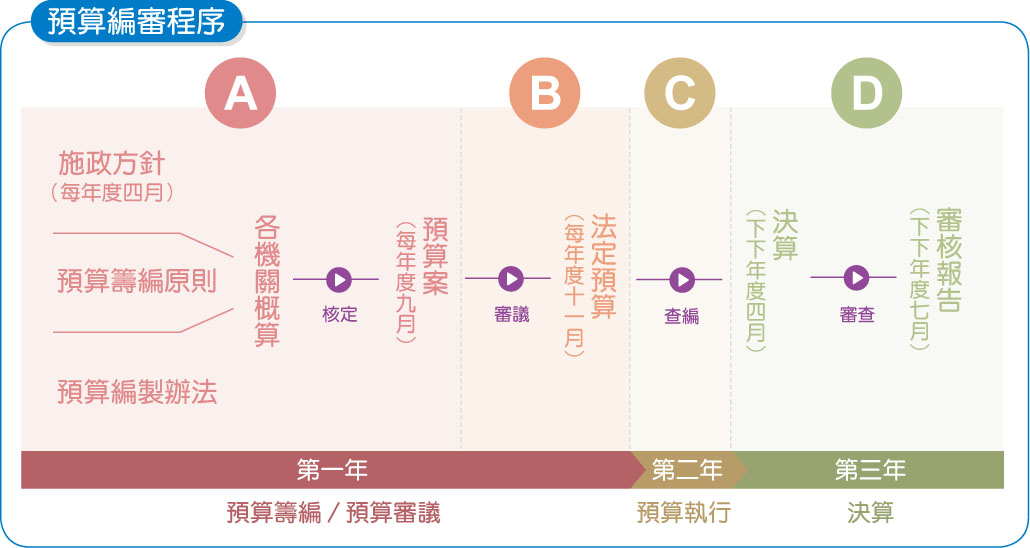 預算編審程序
A
B
C
D
施政方針
（每年度四月）
預算籌編原則
預算編製辦法
各機關概算
核定
預算案
（每年度九月）
審議
法定預算
（每年度十一月）
查編
決算
（下下年度四月）
審查
審核報告
（下下年度七月）
第一年
第二年
第三年
預算籌編 / 預算審議
預算執行
決算